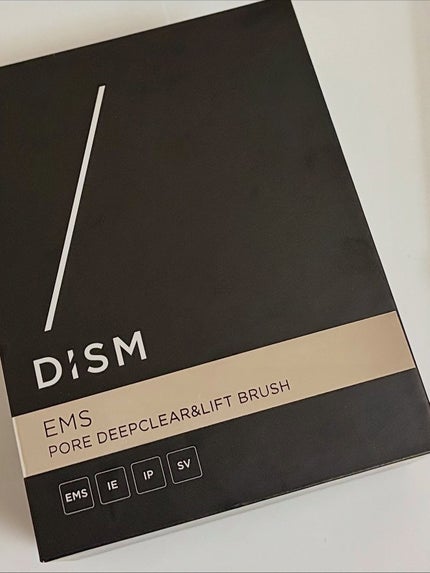 DISM
EMS
PORE DEEPCLEAR&LIFT BRUSH
EMS IE IP SV